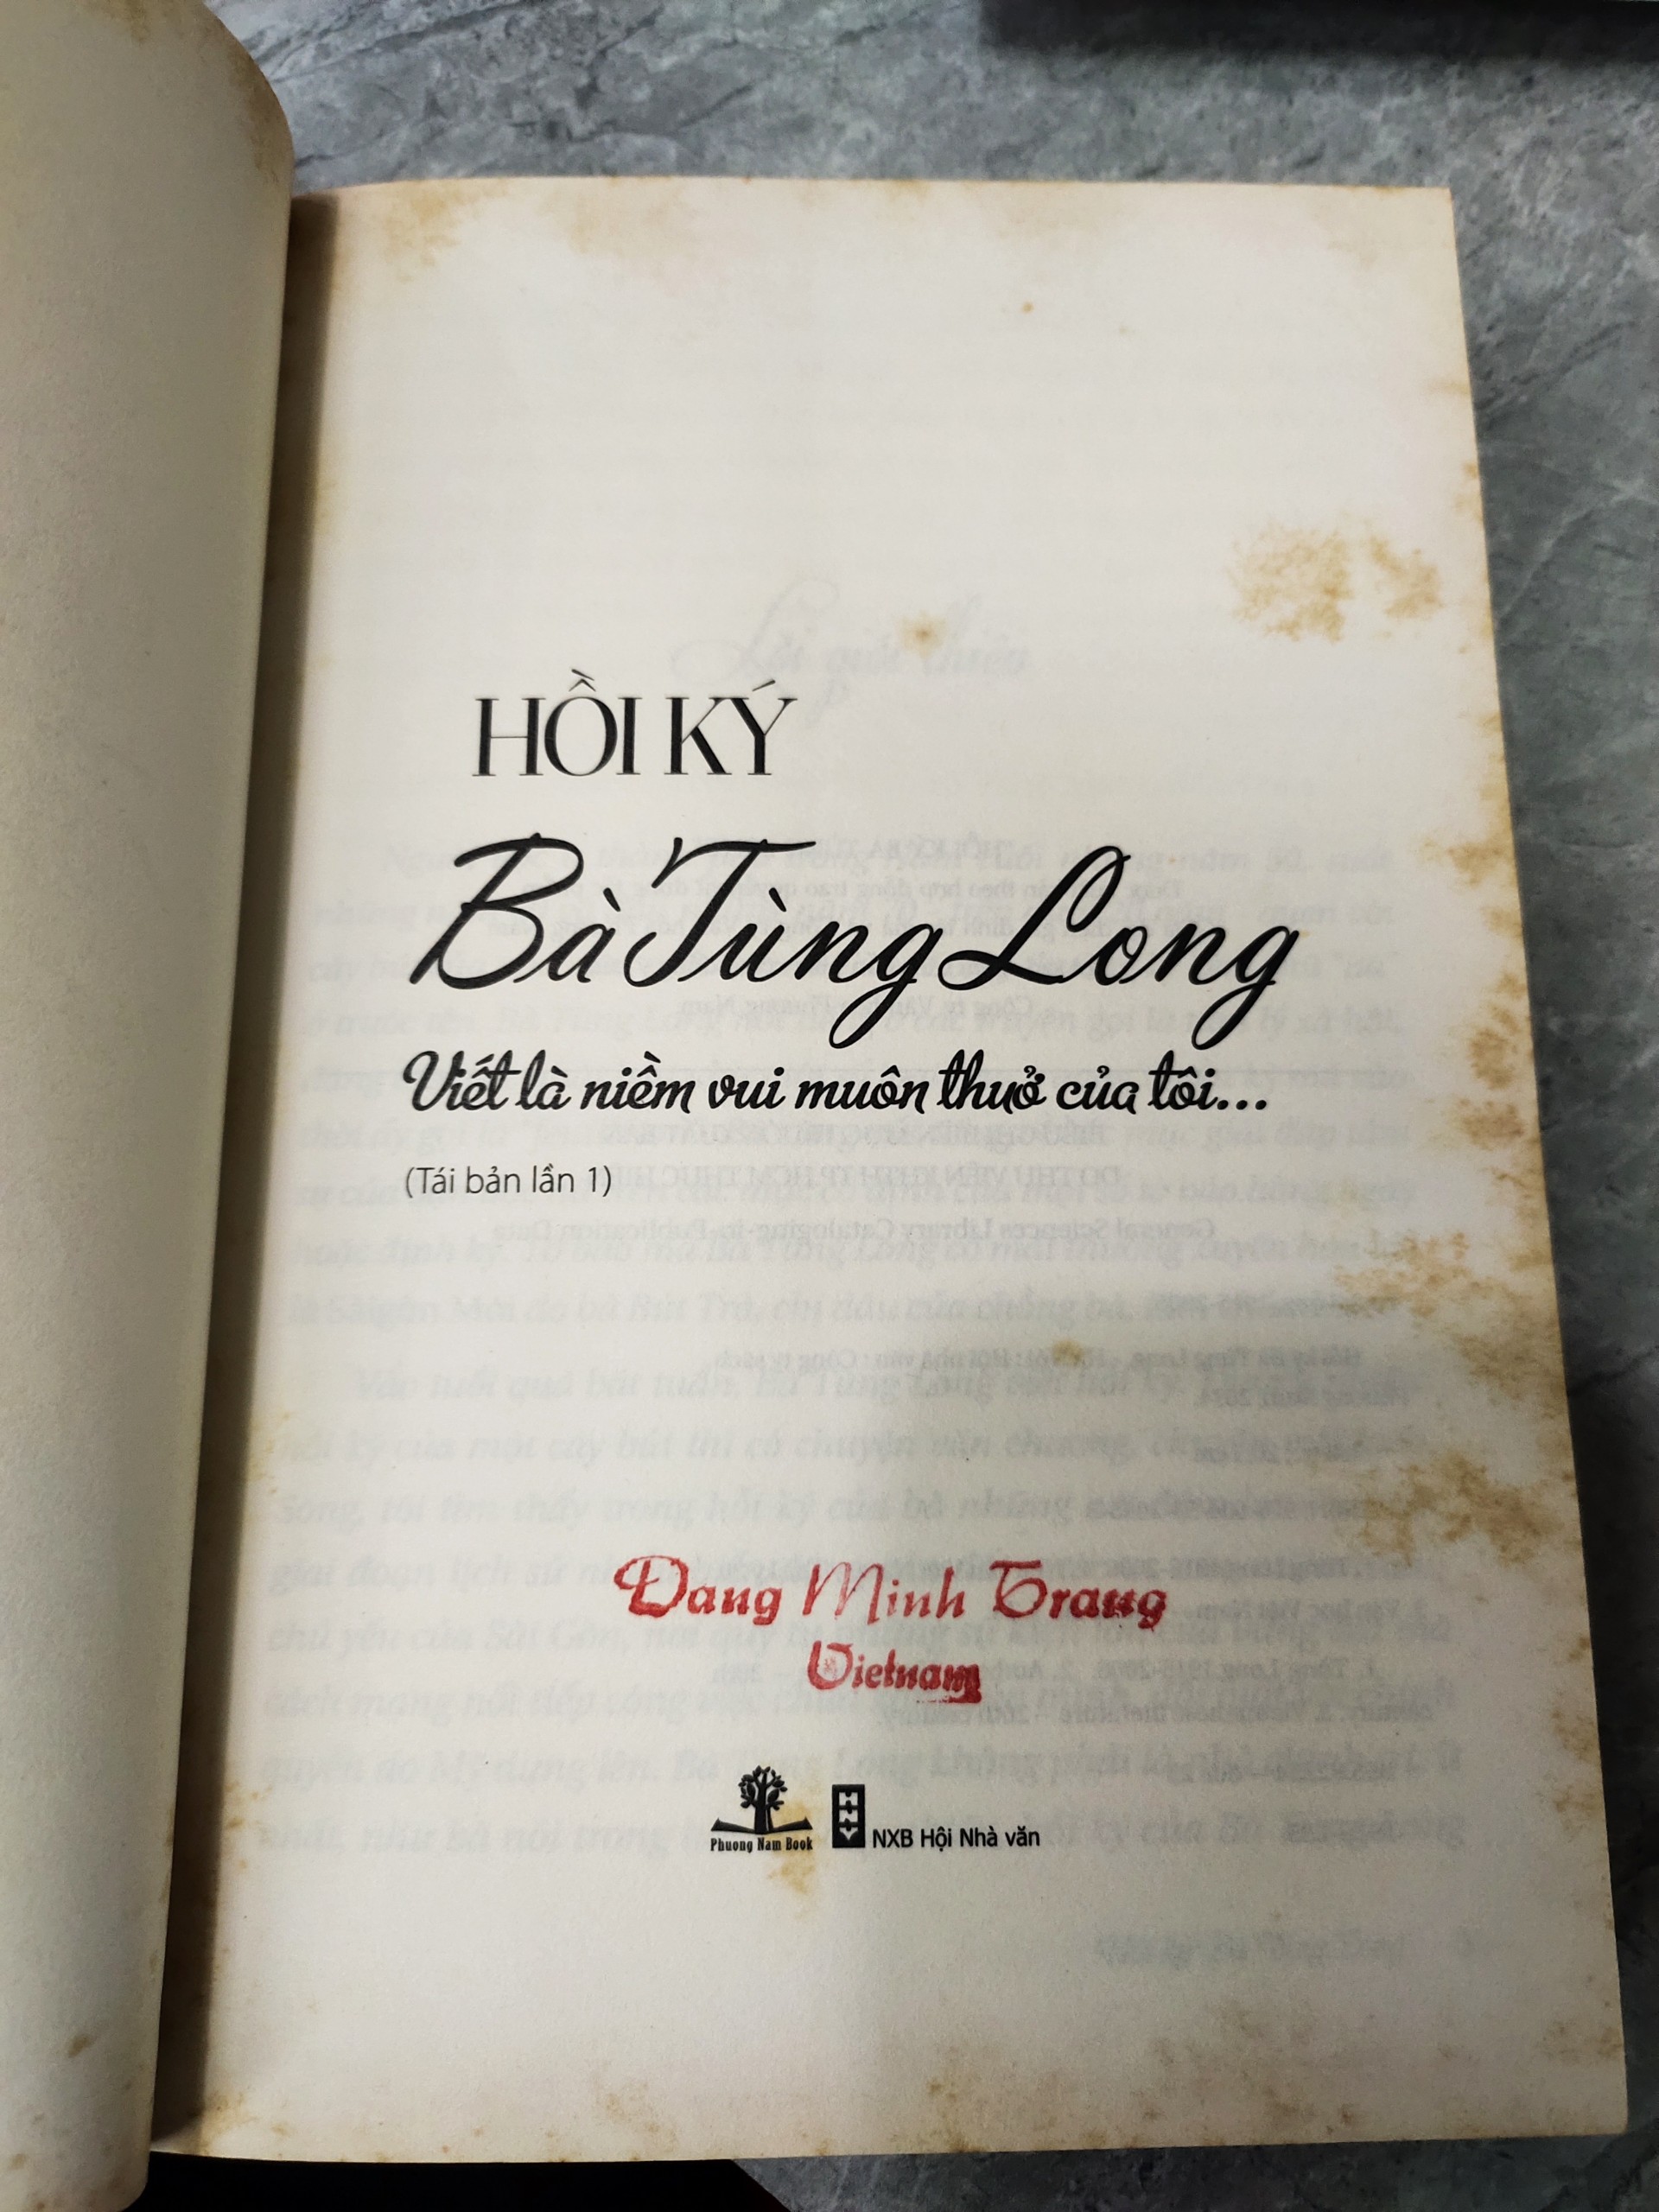 HỒI KÝ
Bà Tùng Long
Viết là niềm vui muôn thuở của tôi...
(Tái bản lần 1)
Dang Minh Trang
Vietnam
Phuong Nam Book
NXB Hội Nhà văn